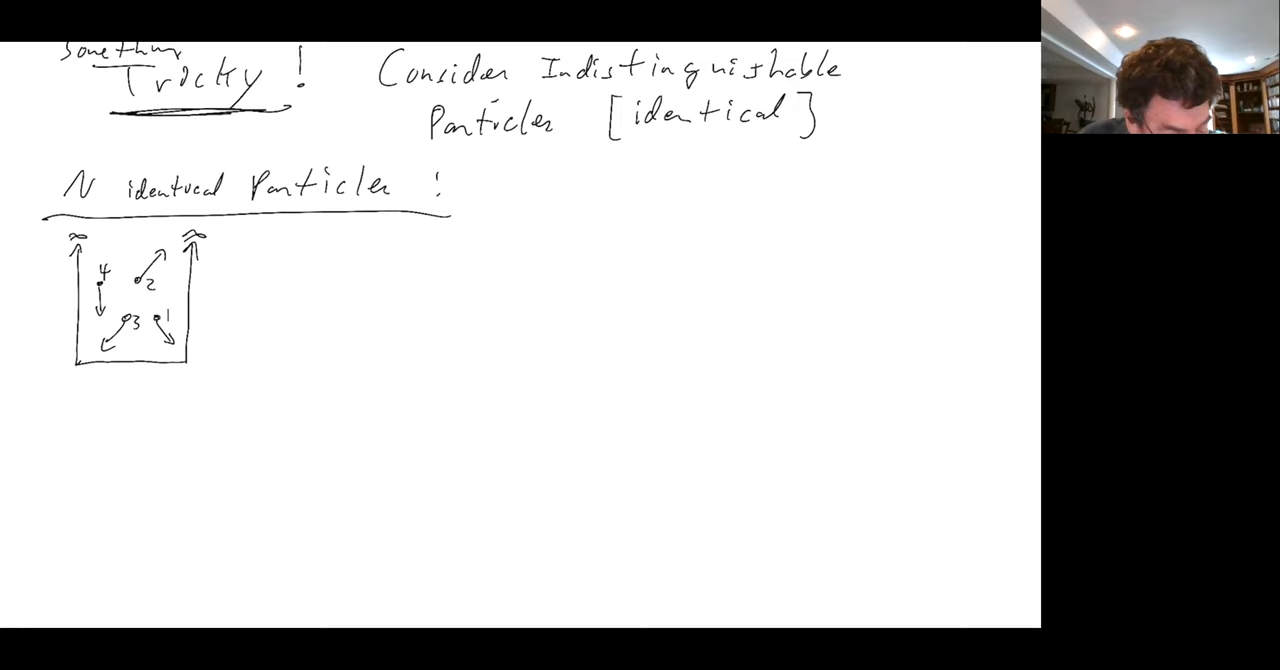 Something
Tricky ! Consider Indistinguishable
Particles [identical]
N identical Particles :
∞ ∞
4 2
3 1